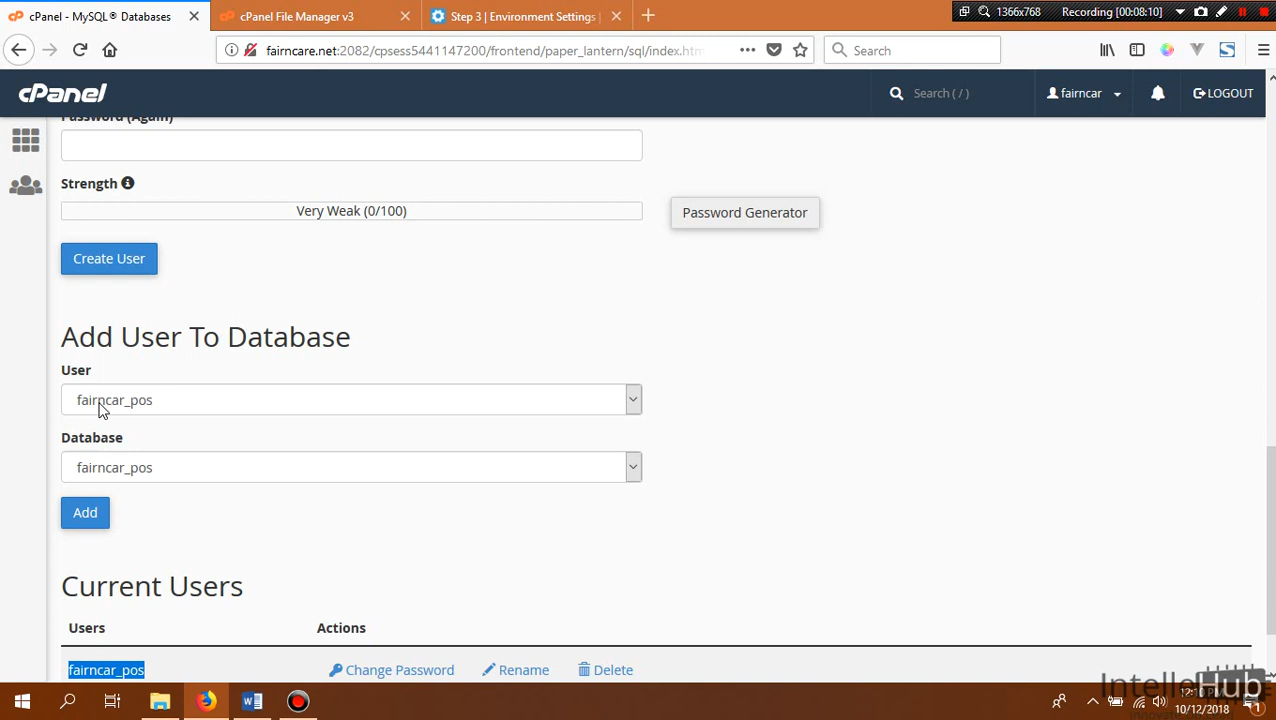 cPanel - MySQL® Databases
cPanel File Manager v3
Step 3 | Environment Settings |
1366x768
Recording [00:08:10]
fairncare.net:2082/cpsess5441147200/frontend/paper_lantern/sql/index.htm
Search
cPanel
Search ( / )
fairncar
LOGOUT
Password (Again)
Strength
Very Weak (0/100)
Password Generator
Create User
Add User To Database
User
fairncar_pos
Database
fairncar_pos
Add
Current Users
Users
Actions
fairncar_pos
Change Password
Rename
Delete
IntelleHub
12:10 PM
10/12/2018